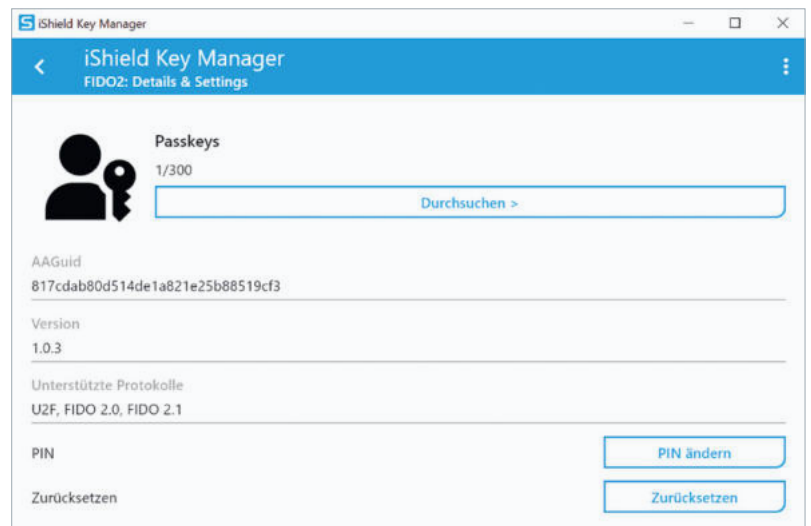 iShield Key Manager
iShield Key Manager
FIDO2: Details & Settings
Passkeys
1/300
Durchsuchen >
AAGuid
817cdab80d514de1a821e25b88519cf3
Version
1.0.3
Unterstützte Protokolle
U2F, FIDO 2.0, FIDO 2.1
PIN
PIN ändern
Zurücksetzen
Zurücksetzen